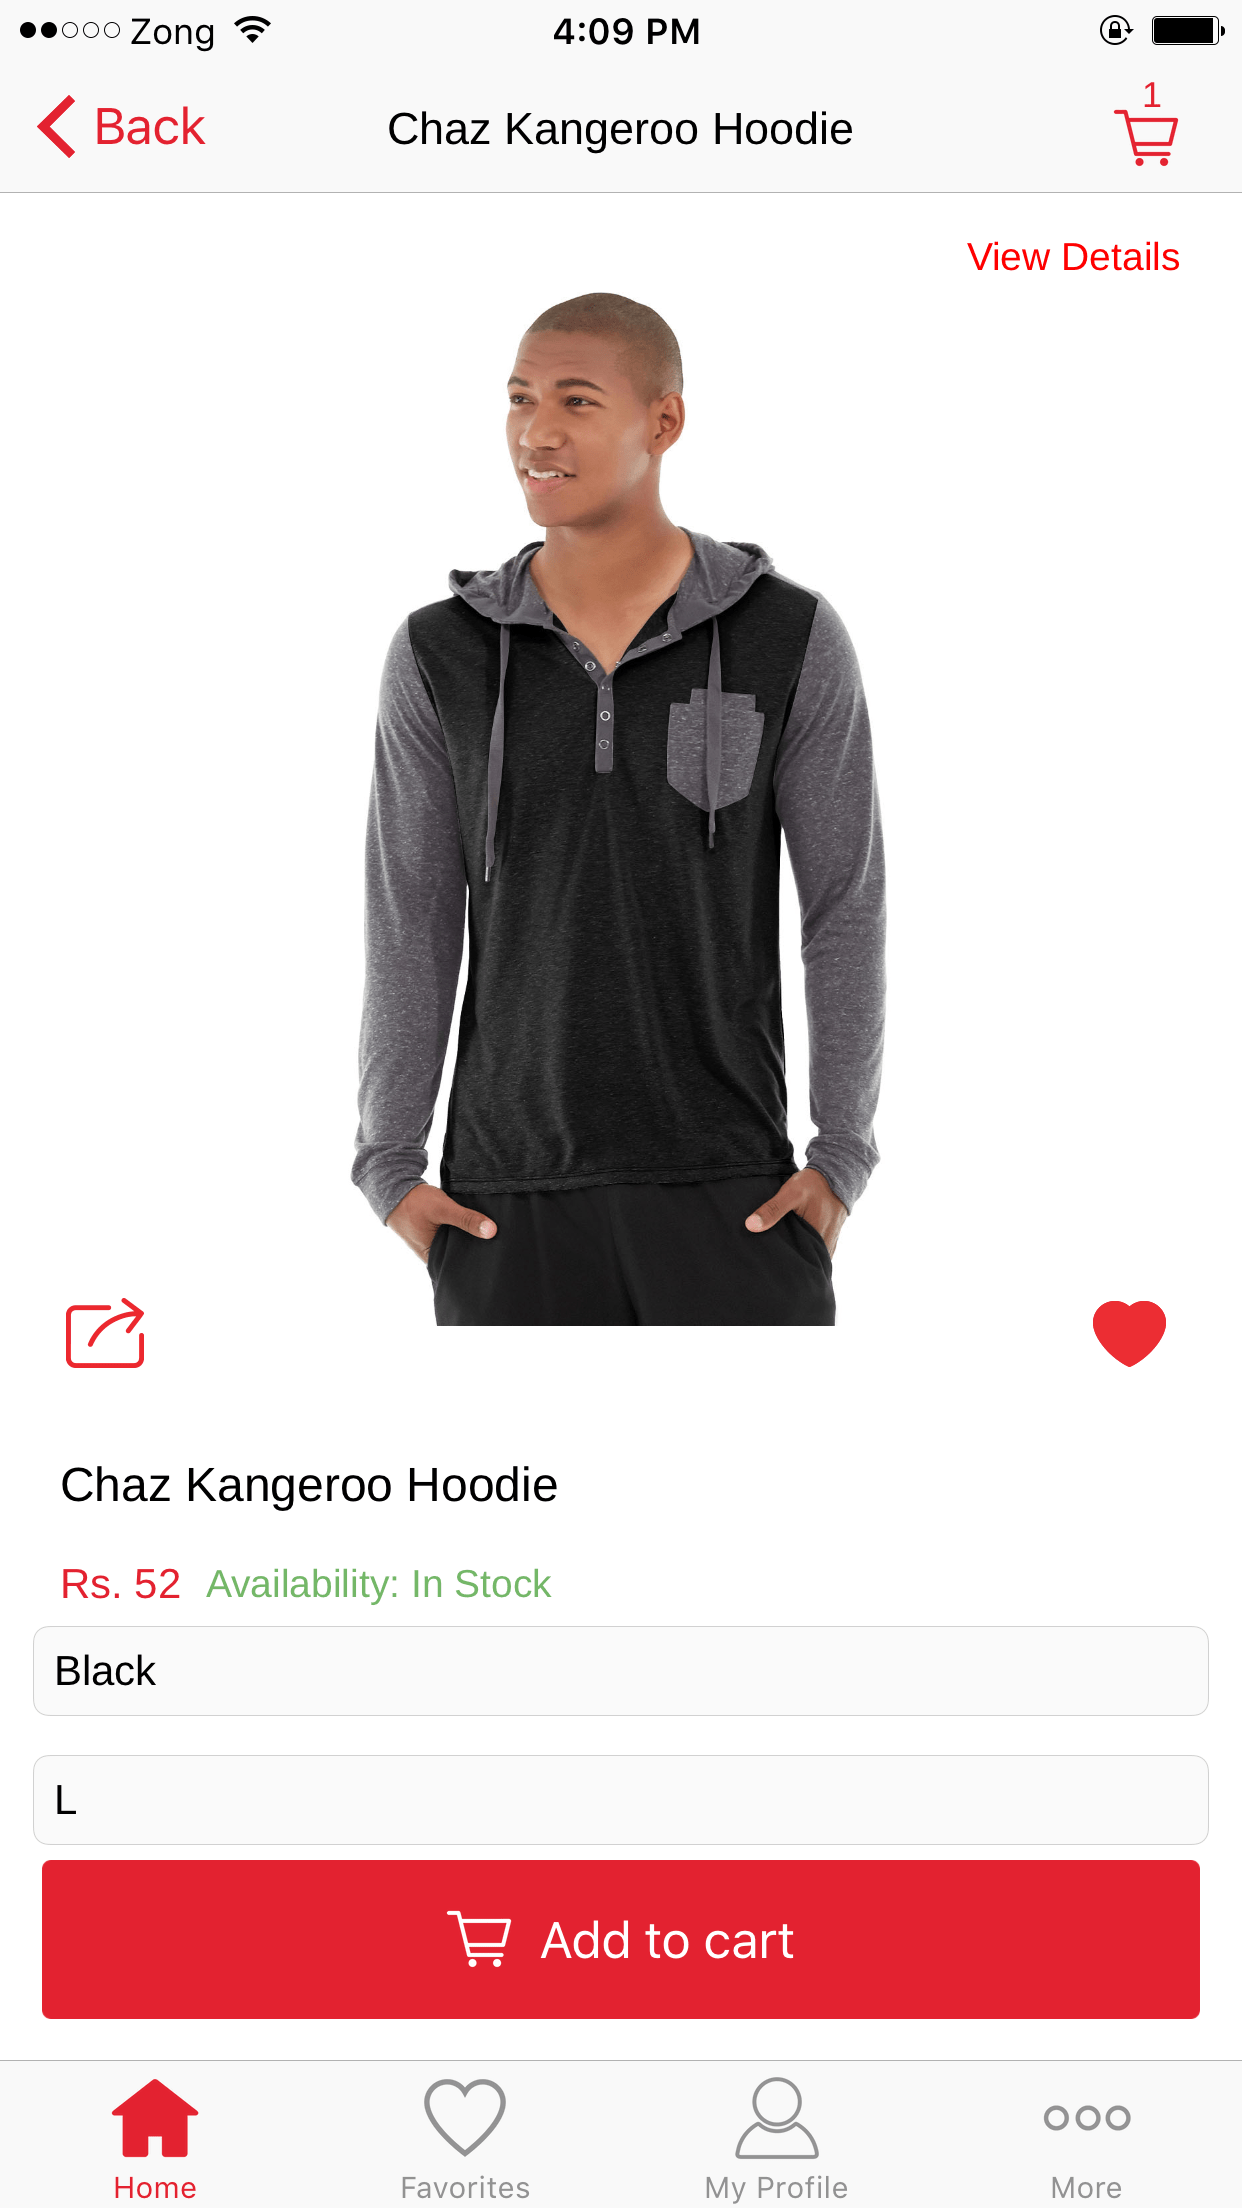 Zong 4:09 PM
Back Chaz Kangeroo Hoodie 1
View Details
Chaz Kangeroo Hoodie
Rs. 52 Availability: In Stock
Black
L
Add to cart
Home Favorites My Profile More